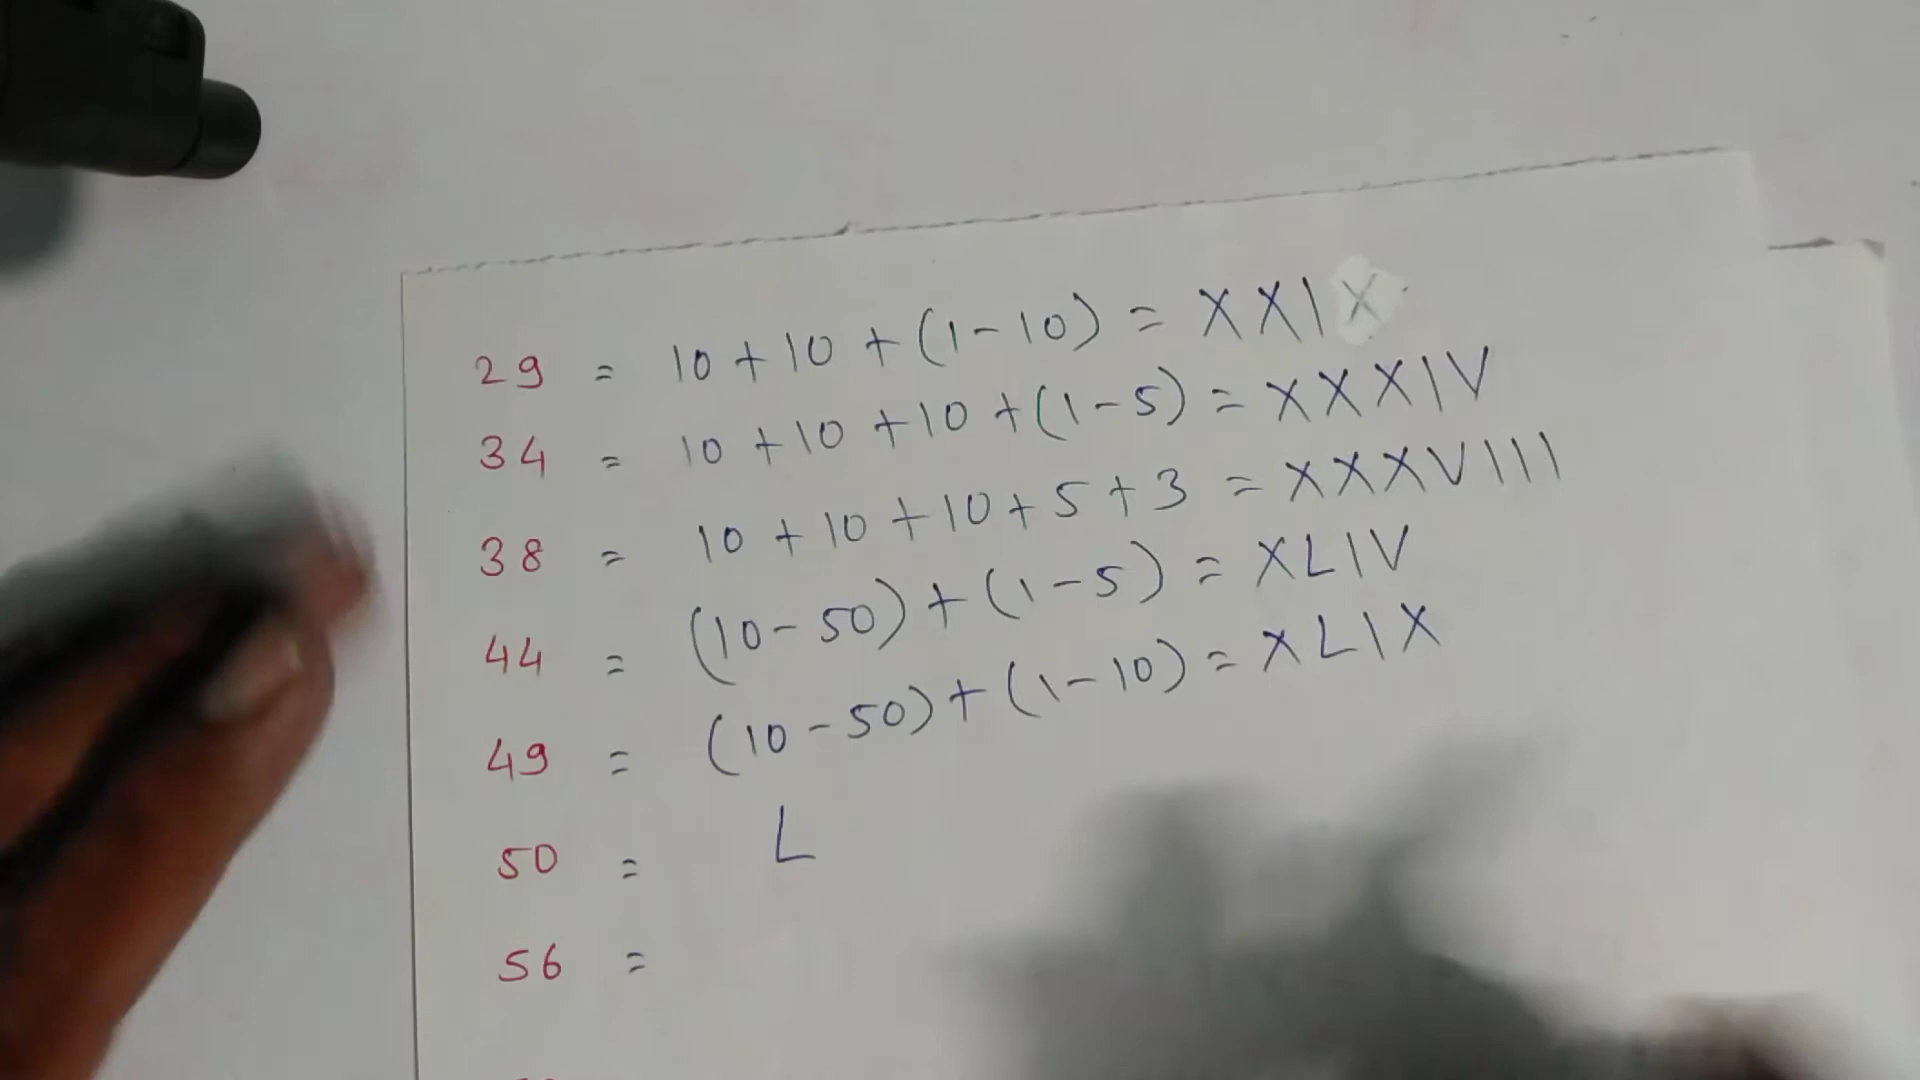 29 = 10 + 10 + (1 - 10) = XXIX
34 = 10 + 10 + 10 + (1 - 5) = XXXIV
38 = 10 + 10 + 10 + 5 + 3 = XXXVIII
44 = (10 - 50) + (1 - 5) = XLIV
49 = (10 - 50) + (1 - 10) = XLIX
50 = L
56 =